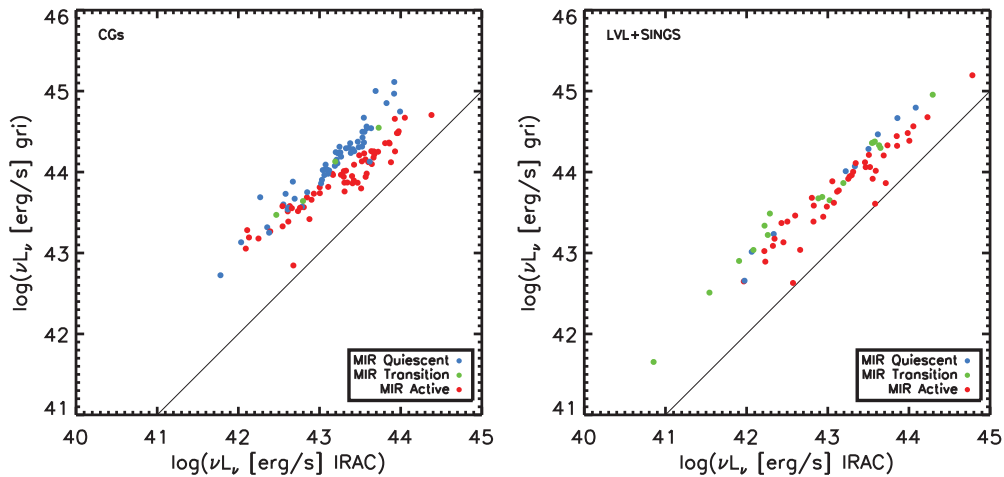 CGs
46
45
44
43
42
41
log(νLν [erg/s] gri)
MIR Quiescent
MIR Transition
MIR Active
40 41 42 43 44 45
log(νLν [erg/s] IRAC)
LVL+SINGS
46
45
44
43
42
41
log(νLν [erg/s] gri)
MIR Quiescent
MIR Transition
MIR Active
40 41 42 43 44 45
log(νLν [erg/s] IRAC)